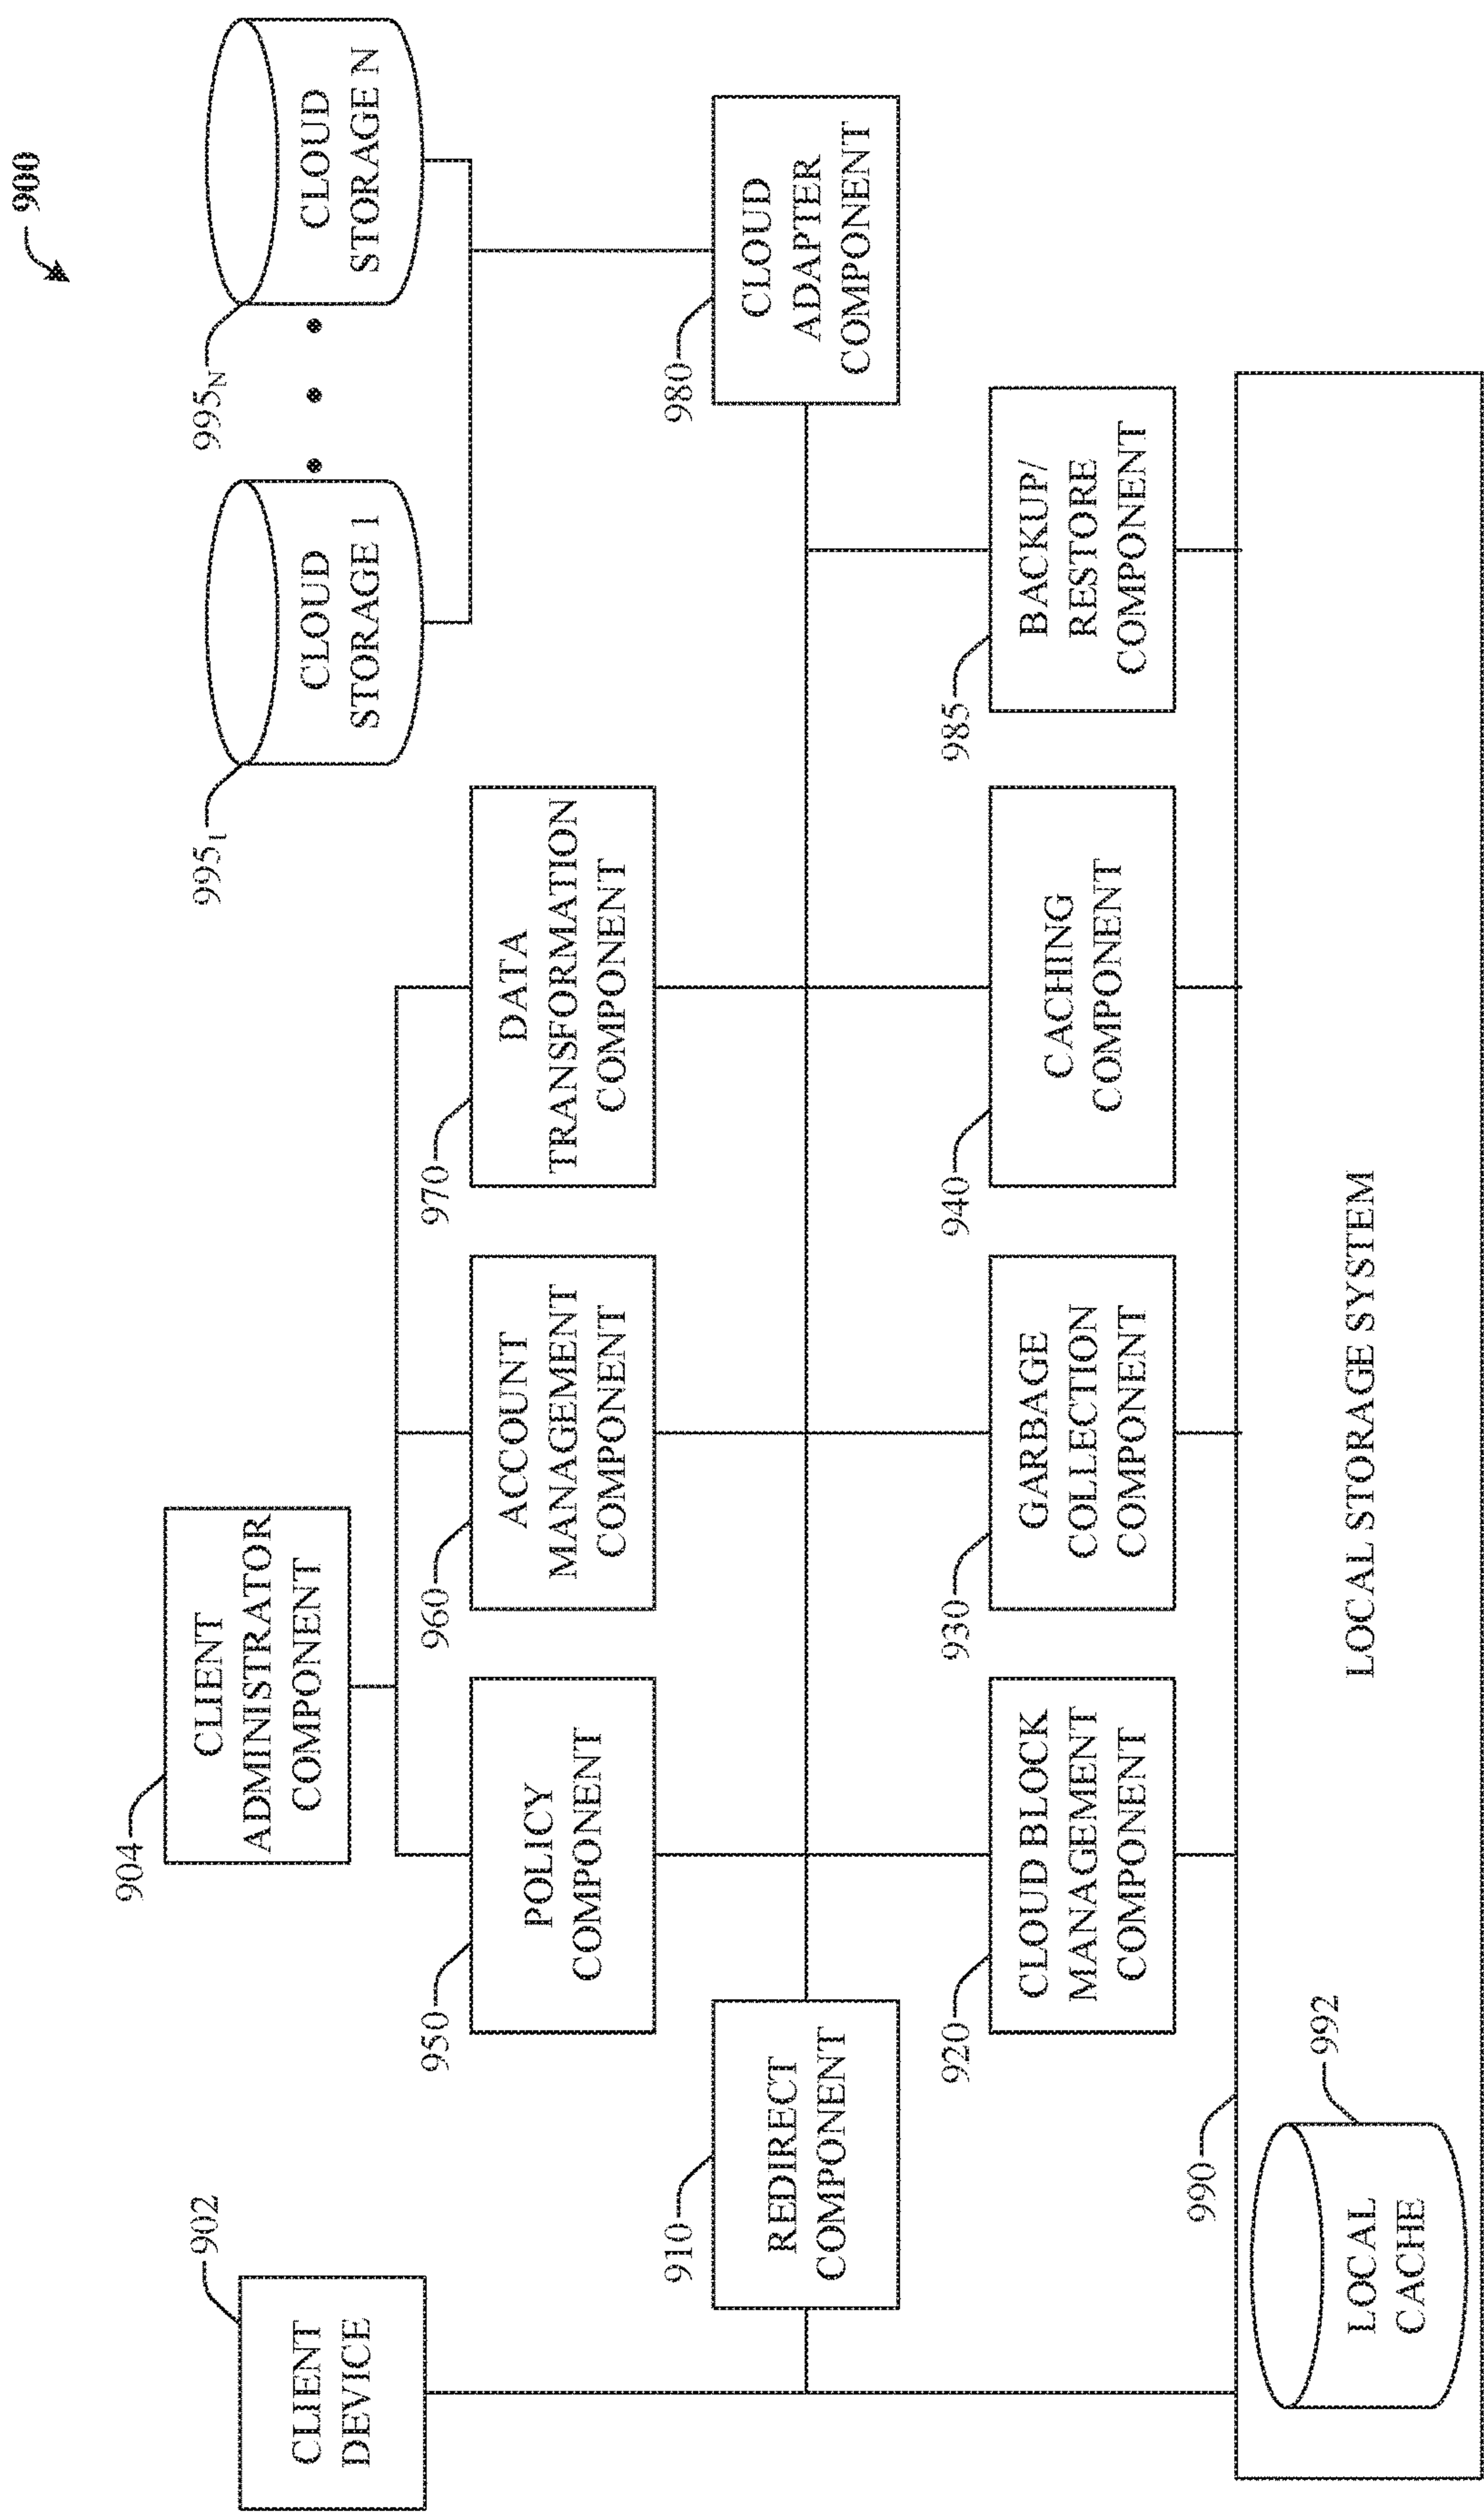 900
904
CLIENT
ADMINISTRATOR
COMPONENT
995₁
CLOUD
STORAGE 1
995N
CLOUD
STORAGE N
902
CLIENT
DEVICE
950
POLICY
COMPONENT
960
ACCOUNT
MANAGEMENT
COMPONENT
970
DATA
TRANSFORMATION
COMPONENT
910
REDIRECT
COMPONENT
980
CLOUD
ADAPTER
COMPONENT
920
CLOUD BLOCK
MANAGEMENT
COMPONENT
930
GARBAGE
COLLECTION
COMPONENT
940
CACHING
COMPONENT
985
BACKUP/
RESTORE
COMPONENT
990
LOCAL
CACHE
992
LOCAL STORAGE SYSTEM